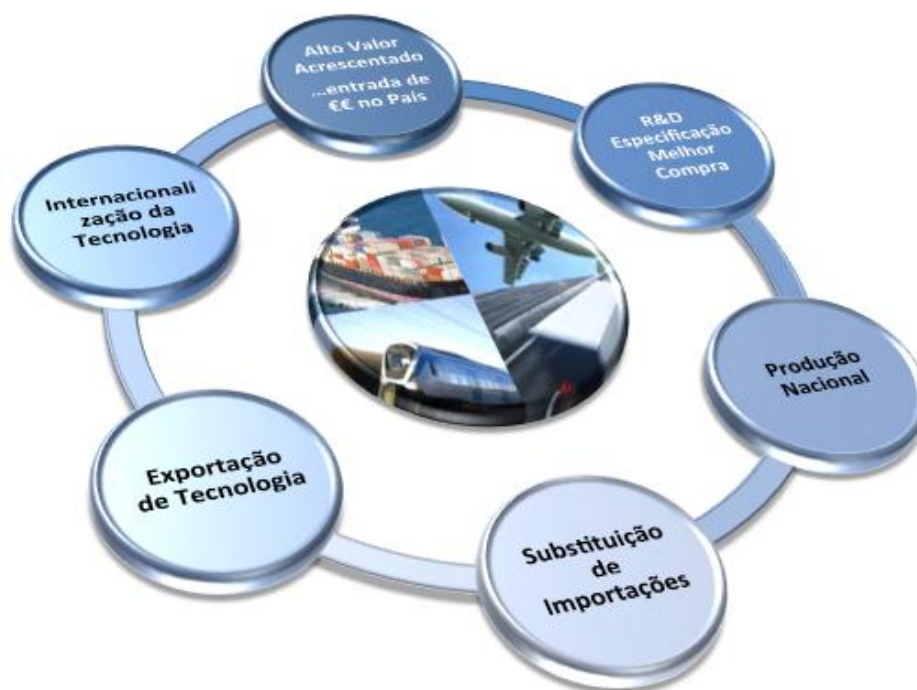 Alto Valor
Acrescentado
...entrada de
€€ no País
R&D
Especificação
Melhor
Compra
Produção
Nacional
Substituição
de
Importações
Exportação
de Tecnologia
Internacionali
zação da
Tecnologia